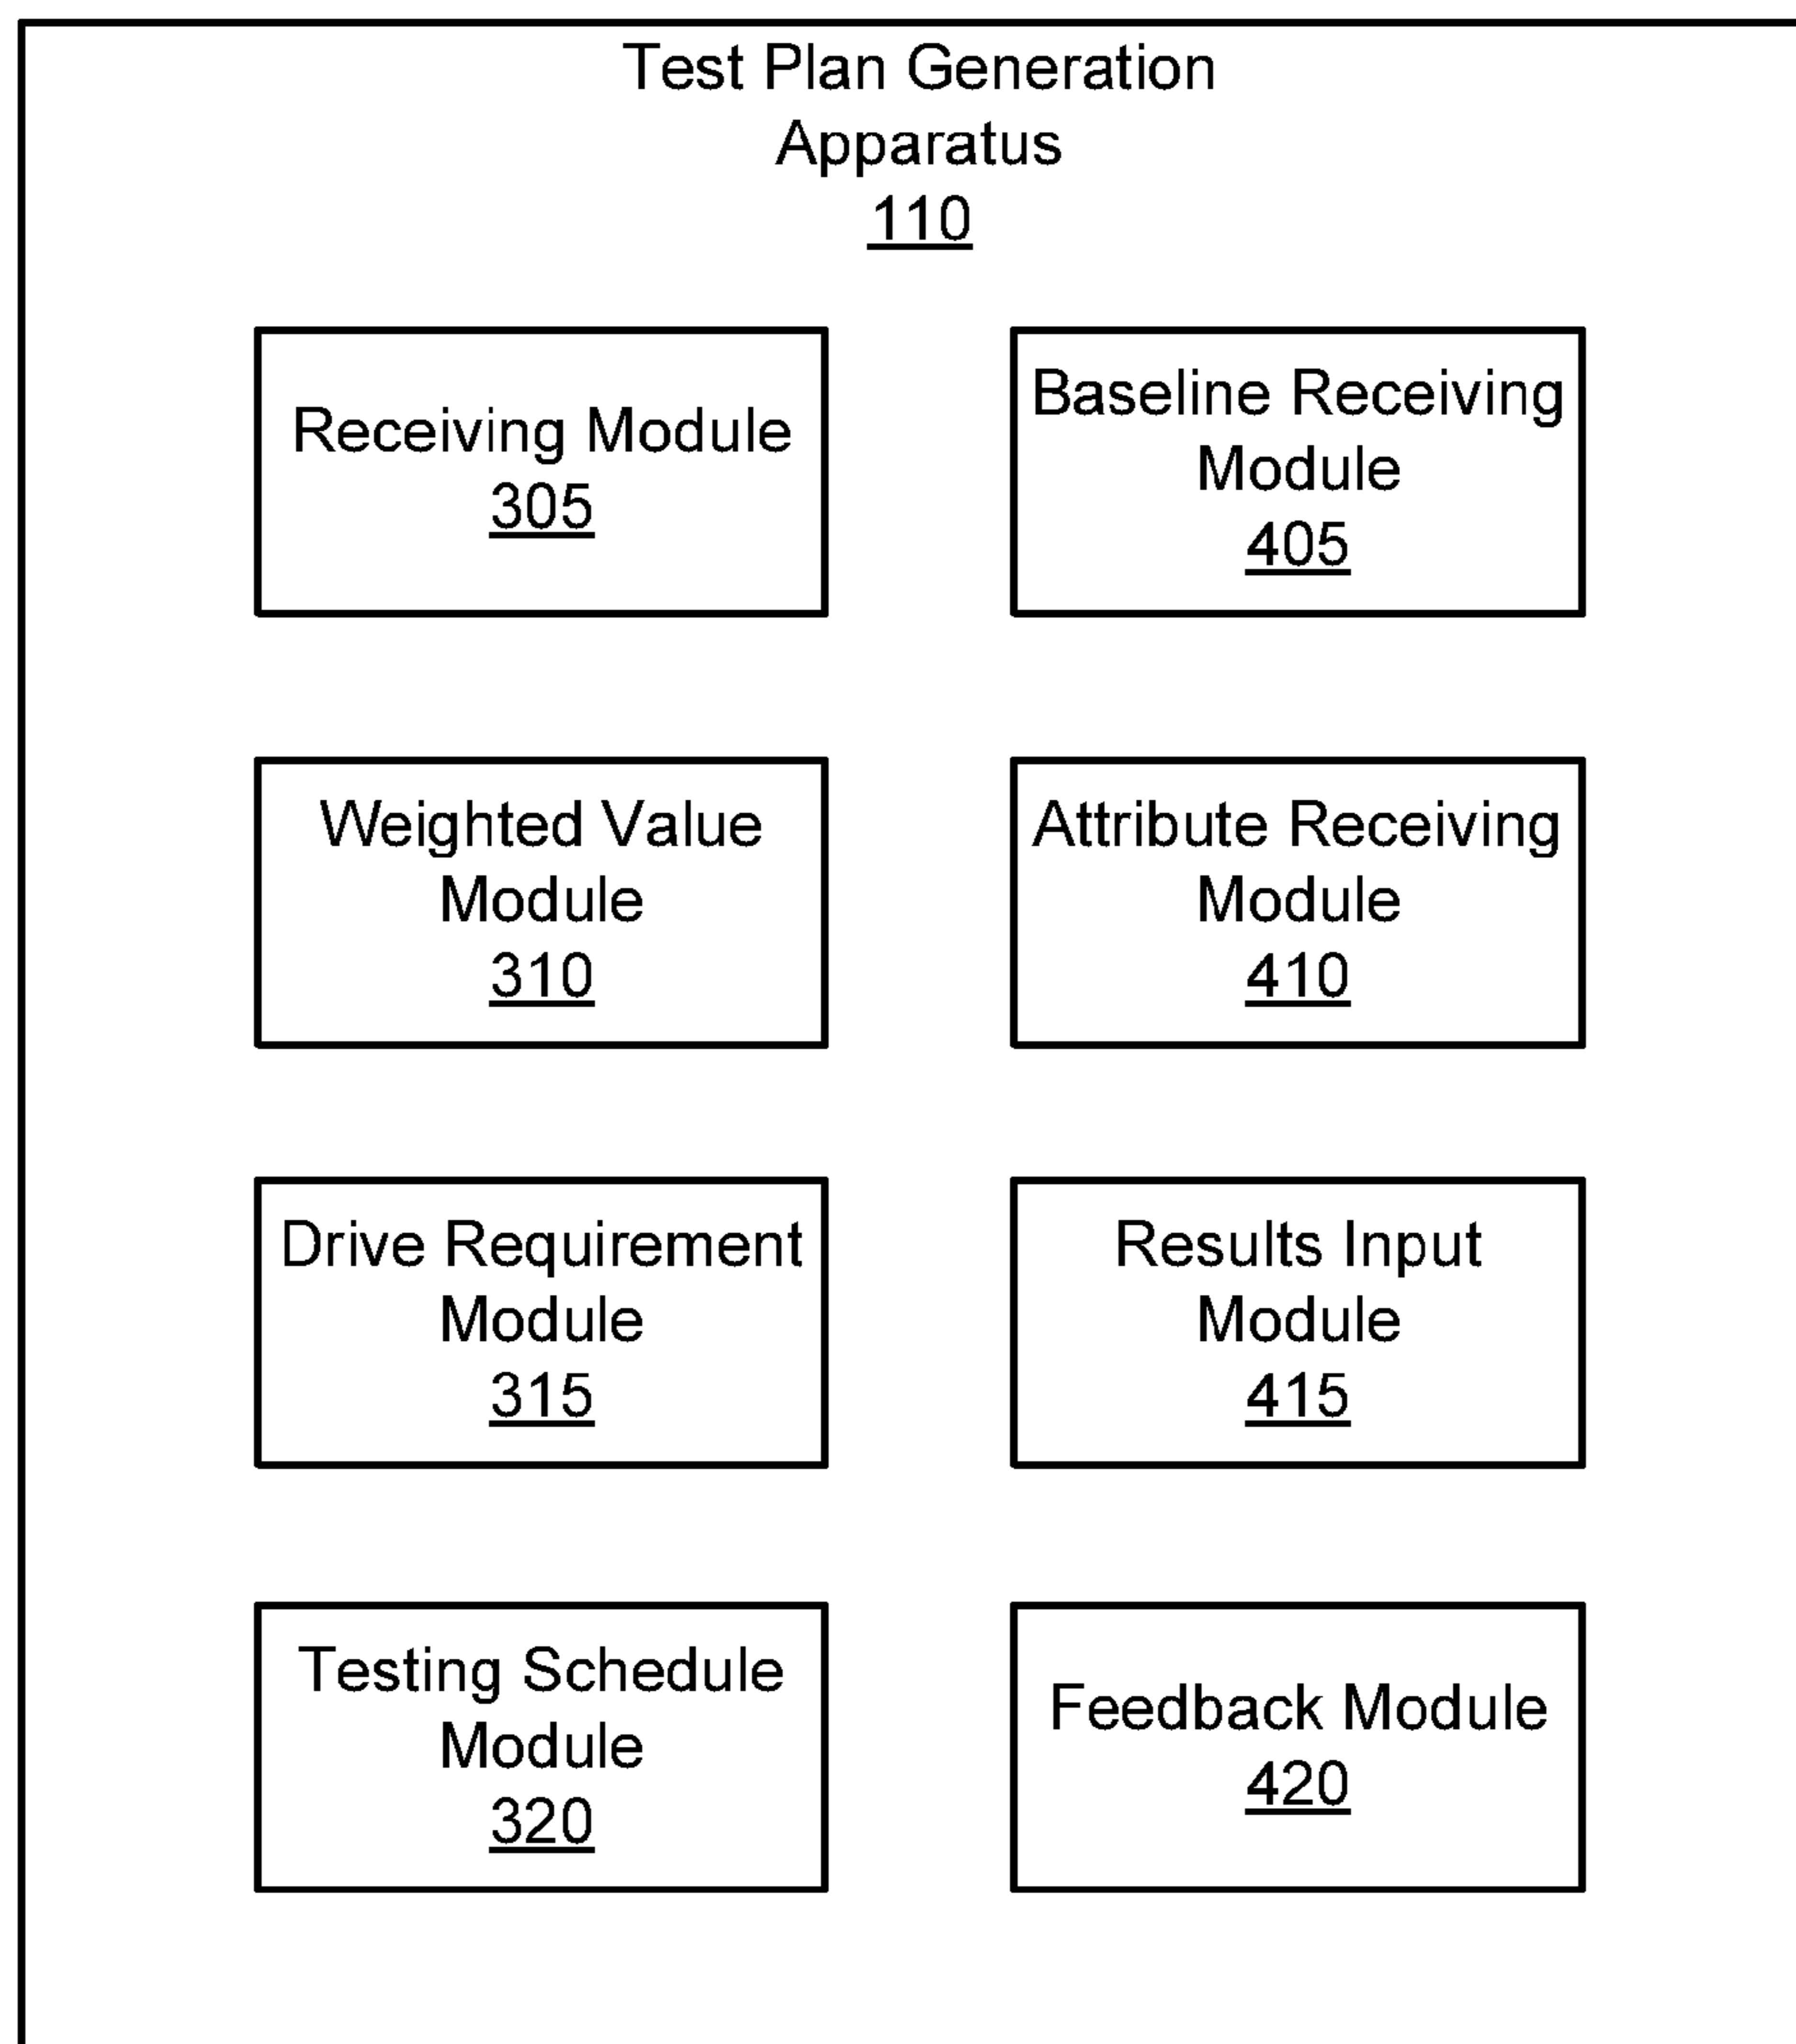 Test Plan Generation
Apparatus
110
Receiving Module
305
Baseline Receiving
Module
405
Weighted Value
Module
310
Attribute Receiving
Module
410
Drive Requirement
Module
315
Results Input
Module
415
Testing Schedule
Module
320
Feedback Module
420